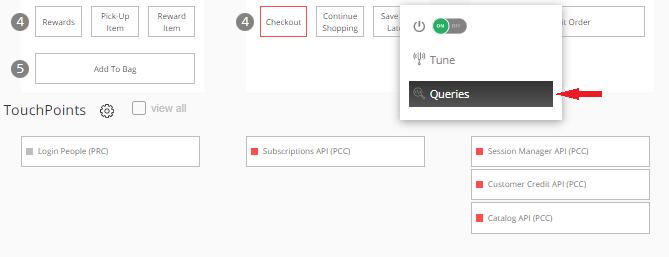 4
Rewards
Pick-Up
Item
Reward
Item
4
Checkout
Continue
Shopping
Save
Late
it Order
ON
OFF
Tune
Queries
5
Add To Bag
TouchPoints
view all
Login People (PRC)
Subscriptions API (PCC)
Session Manager API (PCC)
Customer Credit API (PCC)
Catalog API (PCC)